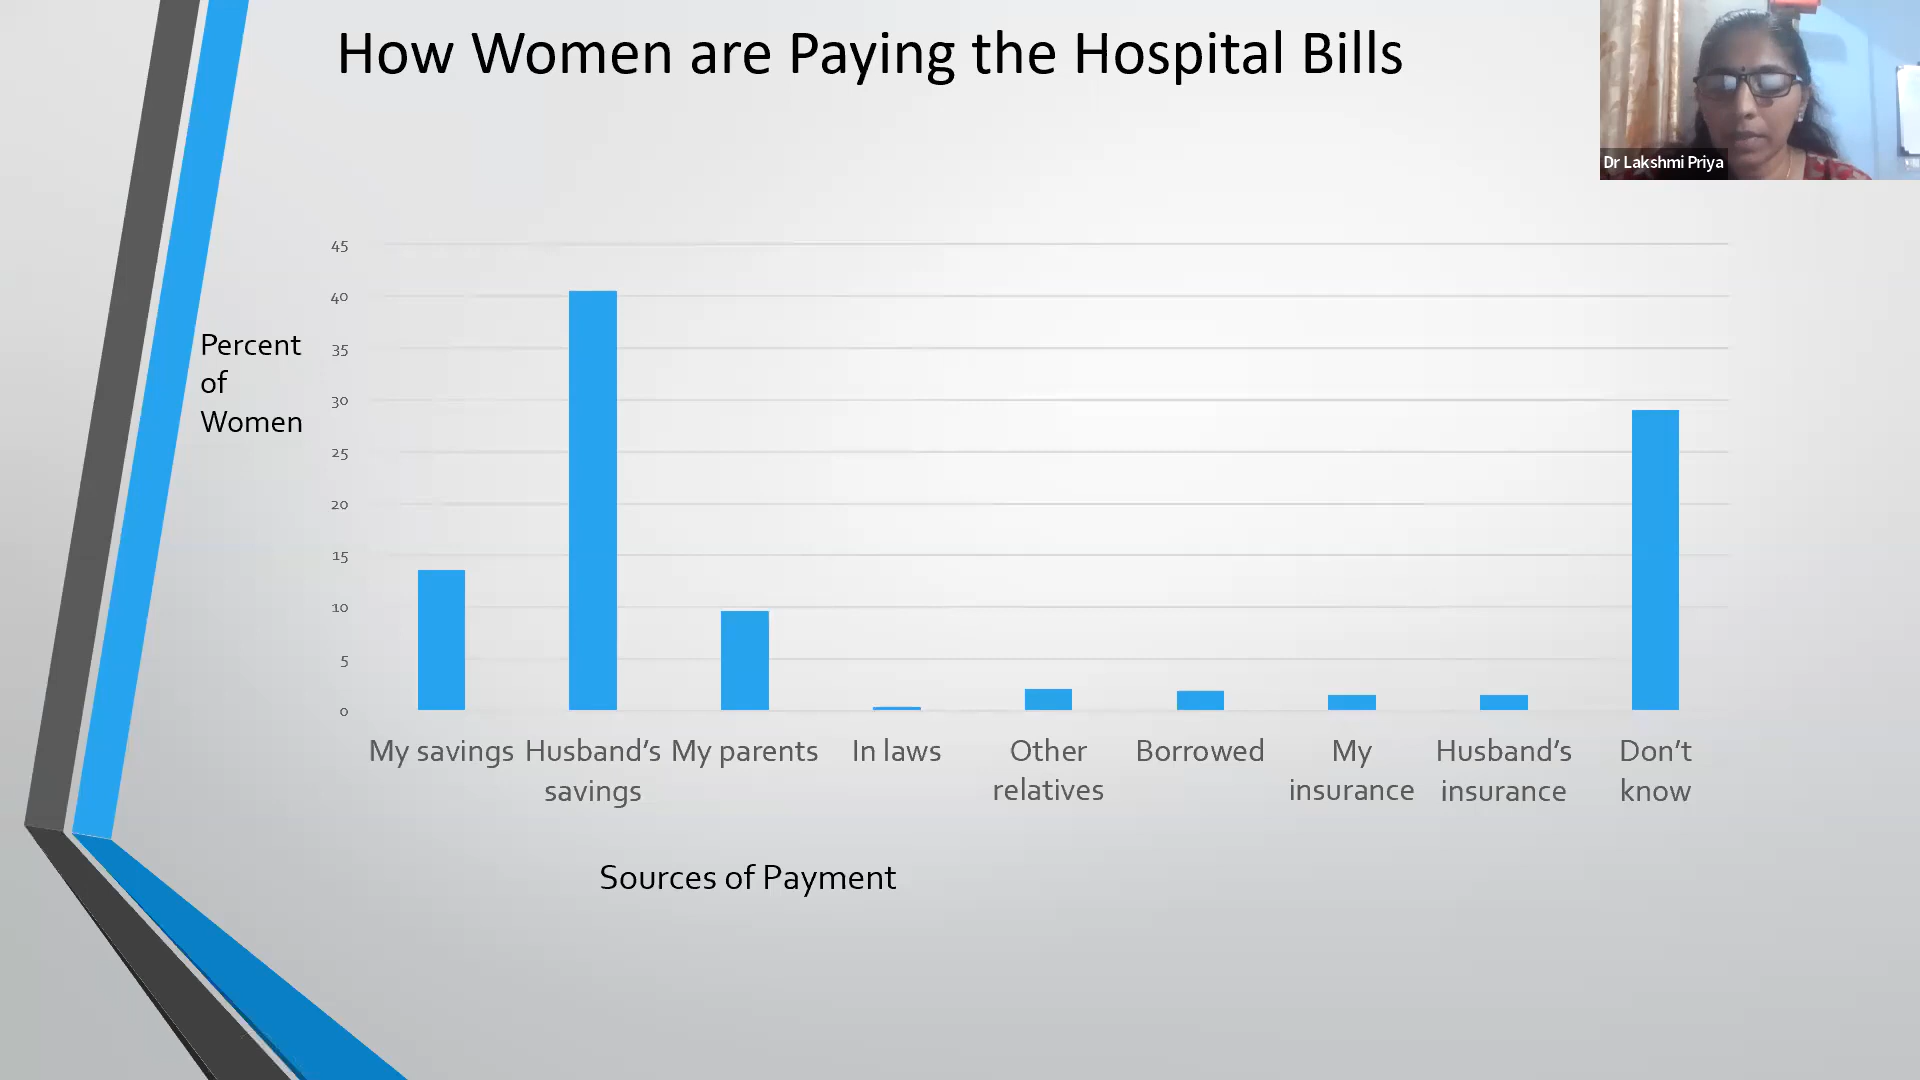 How Women are Paying the Hospital Bills
Dr Lakshmi Priya
Percent
of
Women
45
40
35
30
25
20
15
10
5
0
My savings
Husband’s
savings
My parents
In laws
Other
relatives
Borrowed
My
insurance
Husband’s
insurance
Don’t
know
Sources of Payment